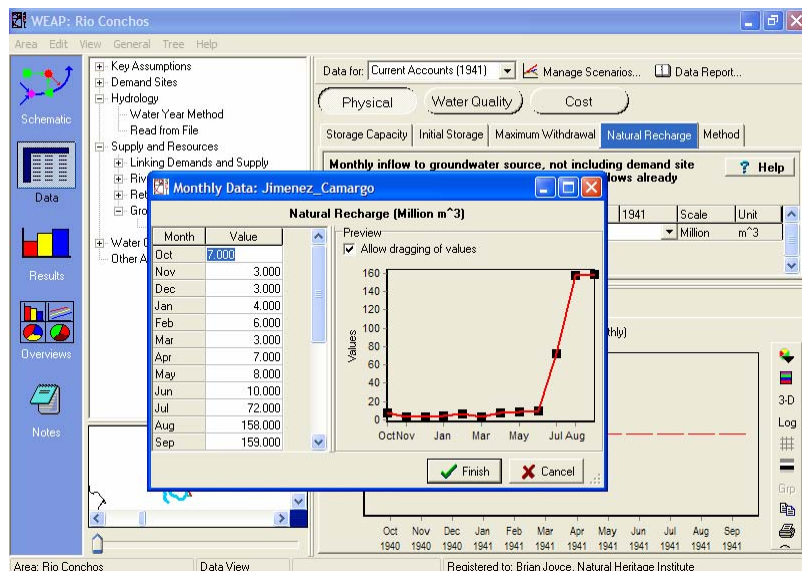 WEAP: Rio Conchos
Area Edit View General Tree Help
Schematic
Data
Results
Overviews
Notes
Key Assumptions
Demand Sites
Hydrology
Water Year Method
Read from File
Supply and Resources
Linking Demands and Supply
Riv
Ret
Gro
Water C
Other A
Data for: Current Accounts (1941) Manage Scenarios... Data Report...
Physical Water Quality Cost
Storage Capacity Initial Storage Maximum Withdrawal Natural Recharge Method
Monthly inflow to groundwater source, not including demand site
lows already
Help
1941 Scale Unit
Million m^3
thly)
Monthly Data: Jimenez_Camargo
Natural Recharge (Million m^3)
Month Value
Oct 7.000
Nov 3.000
Dec 3.000
Jan 4.000
Feb 6.000
Mar 3.000
Apr 7.000
May 8.000
Jun 10.000
Jul 72.000
Aug 158.000
Sep 159.000
Preview
Allow dragging of values
Values
160
140
120
100
80
60
40
20
0
Oct Nov Jan Mar May Jul Aug
Finish Cancel
3-D
Log
Grp
Oct Nov Dec Jan Feb Mar Apr May Jun Jul Aug Sep
1940 1940 1940 1941 1941 1941 1941 1941 1941 1941 1941 1941
Area: Rio Conchos Data View Registered to: Brian Joyce, Natural Heritage Institute